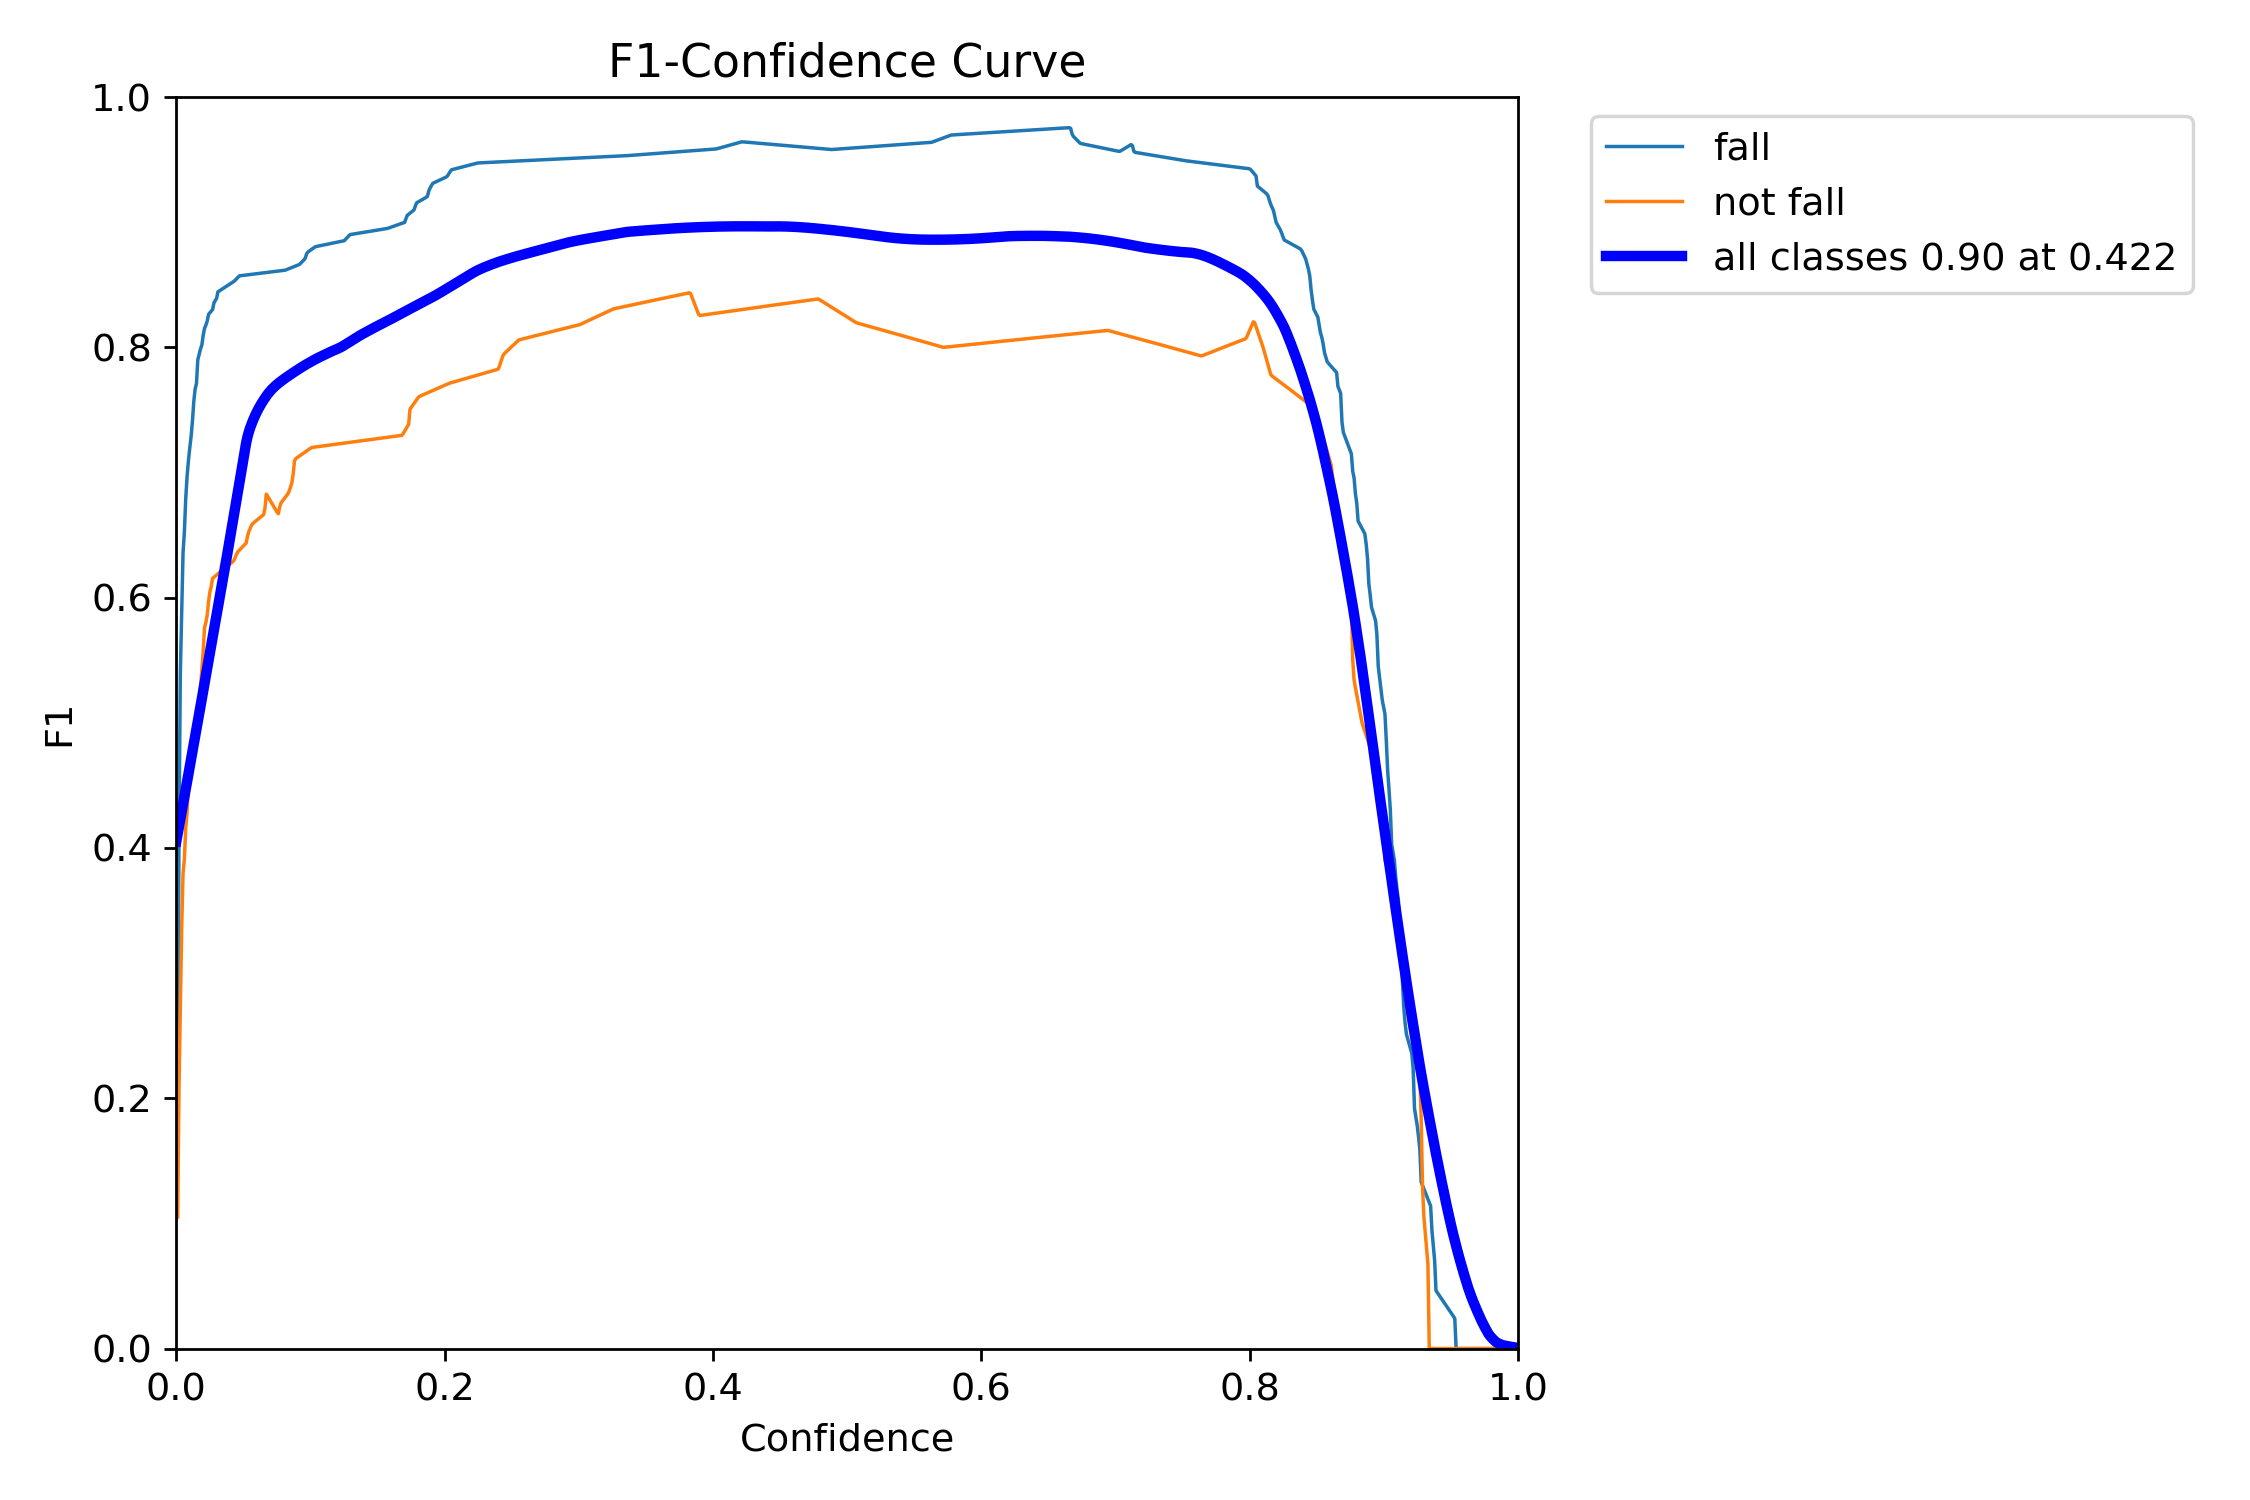 F1-Confidence Curve
1.0
0.8
0.6
0.4
0.2
0.0
F1
0.0 0.2 0.4 0.6 0.8 1.0
Confidence
fall
not fall
all classes 0.90 at 0.422